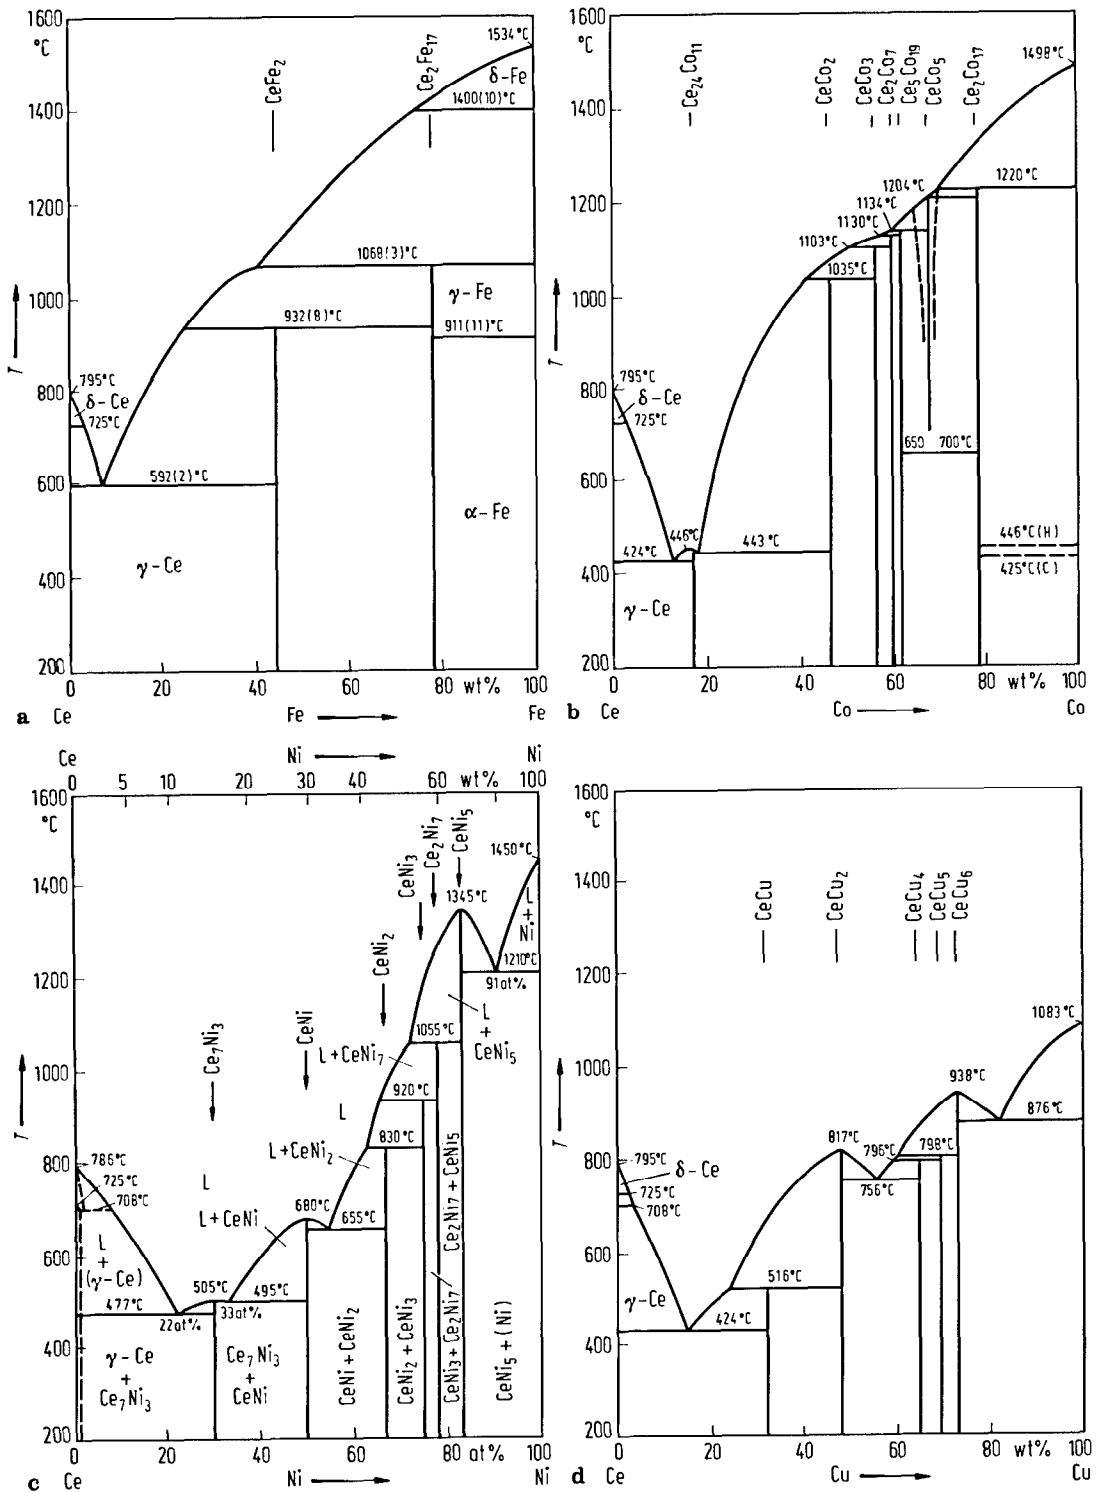 1600
°C
1400
1200
1000
800
600
400
200
T
CeFe2
Ce2Fe17
1534°C
δ-Fe
1400(10)°C
1068(3)°C
γ-Fe
932(8)°C
911(11)°C
795°C
δ-Ce
725°C
592(2)°C
α-Fe
γ-Ce
0 20 40 60 80 wt% 100
a Ce Fe Fe
1600
°C
1400
1200
1000
800
600
400
200
T
Ce24Co11
CeCo2
CeCo3
Ce2Co7
Ce5Co19
CeCo5
Ce2Co17
1498°C
1204°C
1220°C
1134°C
1130°C
1103°C
1035°C
795°C
δ-Ce
725°C
650 700°C
446°C
443°C
424°C
446°C(H)
425°C(C)
γ-Ce
0 20 40 60 80 wt% 100
b Ce Co Co
Ce Ni Ni
0 5 10 20 30 40 60 wt% 100
1600
°C
1400
1200
1000
800
600
400
200
T
Ce7Ni3
CeNi
CeNi2
CeNi3
Ce2Ni7
CeNi5
1450°C
1345°C
L
+
Ni
1210°C
91at%
L
+
CeNi5
1055°C
L+CeNi7
920°C
L
830°C
L+CeNi2
786°C
725°C
708°C
L
L+CeNi
680°C
655°C
L
+
(γ-Ce)
505°C
495°C
477°C
22at%
33at%
γ-Ce
+
Ce7Ni3
Ce7Ni3
+
CeNi
CeNi+CeNi2
CeNi2+CeNi3
CeNi3+Ce2Ni7
Ce2Ni7+CeNi5
CeNi5+(Ni)
0 20 40 60 80 at% 100
c Ce Ni Ni
1600
°C
1400
1200
1000
800
600
400
200
T
CeCu
CeCu2
CeCu4
CeCu5
CeCu6
1083°C
938°C
876°C
817°C
796°C
798°C
756°C
795°C
δ-Ce
725°C
708°C
516°C
γ-Ce
424°C
0 20 40 60 80 wt% 100
d Ce Cu Cu